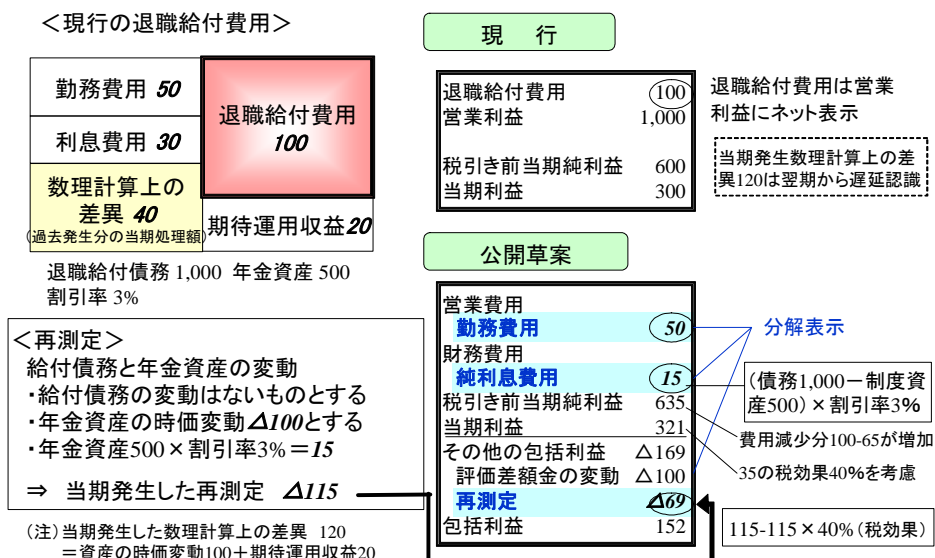 ＜現行の退職給付費用＞
勤務費用 50
利息費用 30
数理計算上の
差異 40
(過去発生分の当期処理額)
退職給付費用
100
期待運用収益20
退職給付債務 1,000 年金資産 500
割引率 3%
現 行
退職給付費用 100
営業利益 1,000
税引き前当期純利益 600
当期利益 300
退職給付費用は営業
利益にネット表示
当期発生数理計算上の差
異120は翌期から遅延認識
＜再測定＞
給付債務と年金資産の変動
・給付債務の変動はないものとする
・年金資産の時価変動△100とする
・年金資産500×割引率3%＝15
⇒ 当期発生した再測定 △115
(注)当期発生した数理計算上の差異 120
＝資産の時価変動100＋期待運用収益20
公開草案
営業費用
勤務費用 50
財務費用
純利息費用 15
税引き前当期純利益 635
当期利益 321
その他の包括利益 △169
評価差額金の変動 △100
再測定 △69
包括利益 152
分解表示
(債務1,000－制度資
産500)×割引率3%
費用減少分100-65が増加
35の税効果40%を考慮
115-115×40%(税効果)